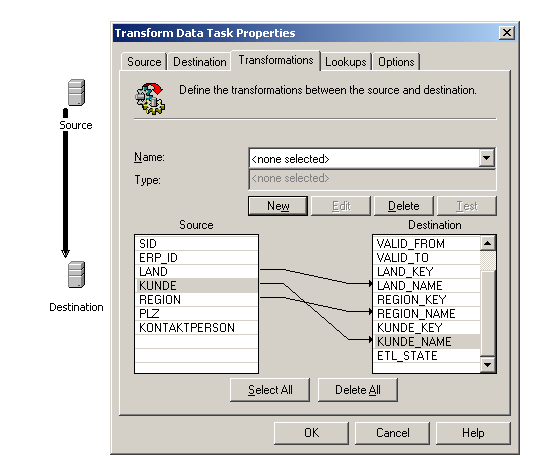 Transform Data Task Properties
Source
Destination
Transformations
Lookups
Options
Define the transformations between the source and destination.
Source
Destination
Name:
<none selected>
Type:
<none selected>
New
Edit
Delete
Test
Source
SID
ERP_ID
LAND
KUNDE
REGION
PLZ
KONTAKTPERSON
Destination
VALID_FROM
VALID_TO
LAND_KEY
LAND_NAME
REGION_KEY
REGION_NAME
KUNDE_KEY
KUNDE_NAME
ETL_STATE
Select All
Delete All
OK
Cancel
Help